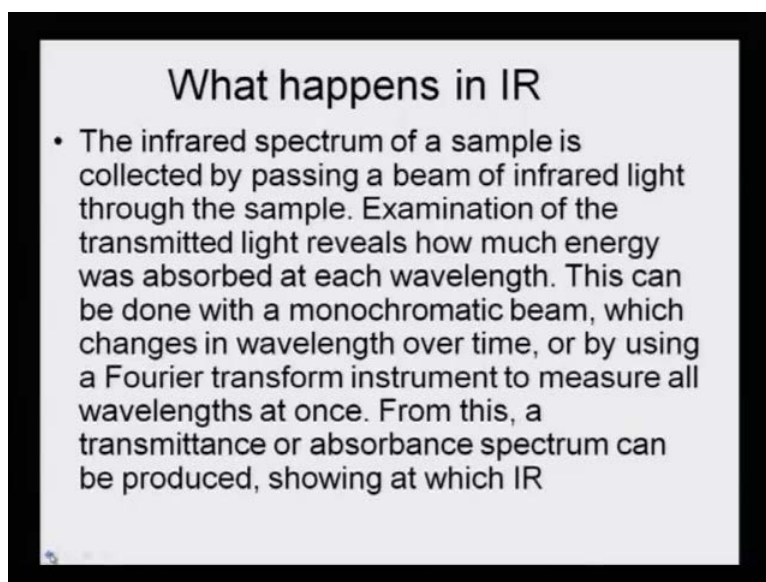 What happens in IR
• The infrared spectrum of a sample is
collected by passing a beam of infrared light
through the sample. Examination of the
transmitted light reveals how much energy
was absorbed at each wavelength. This can
be done with a monochromatic beam, which
changes in wavelength over time, or by using
a Fourier transform instrument to measure all
wavelengths at once. From this, a
transmittance or absorbance spectrum can
be produced, showing at which IR